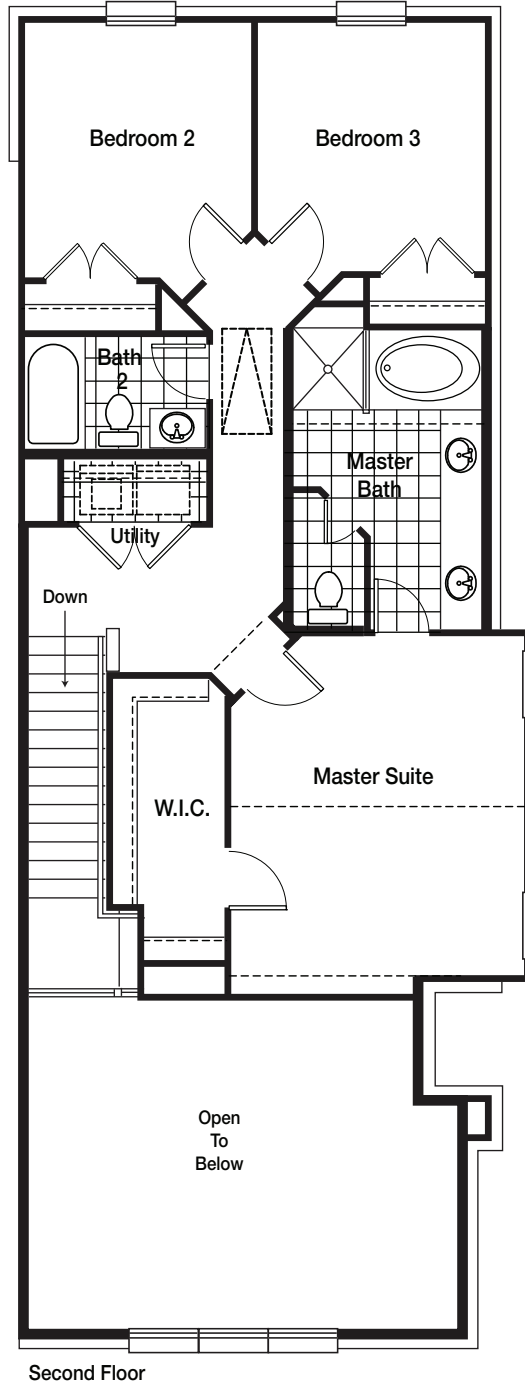 Bedroom 2
Bedroom 3
Bath
2
Master
Bath
Utility
Down
Master Suite
W.I.C.
Open
To
Below
Second Floor